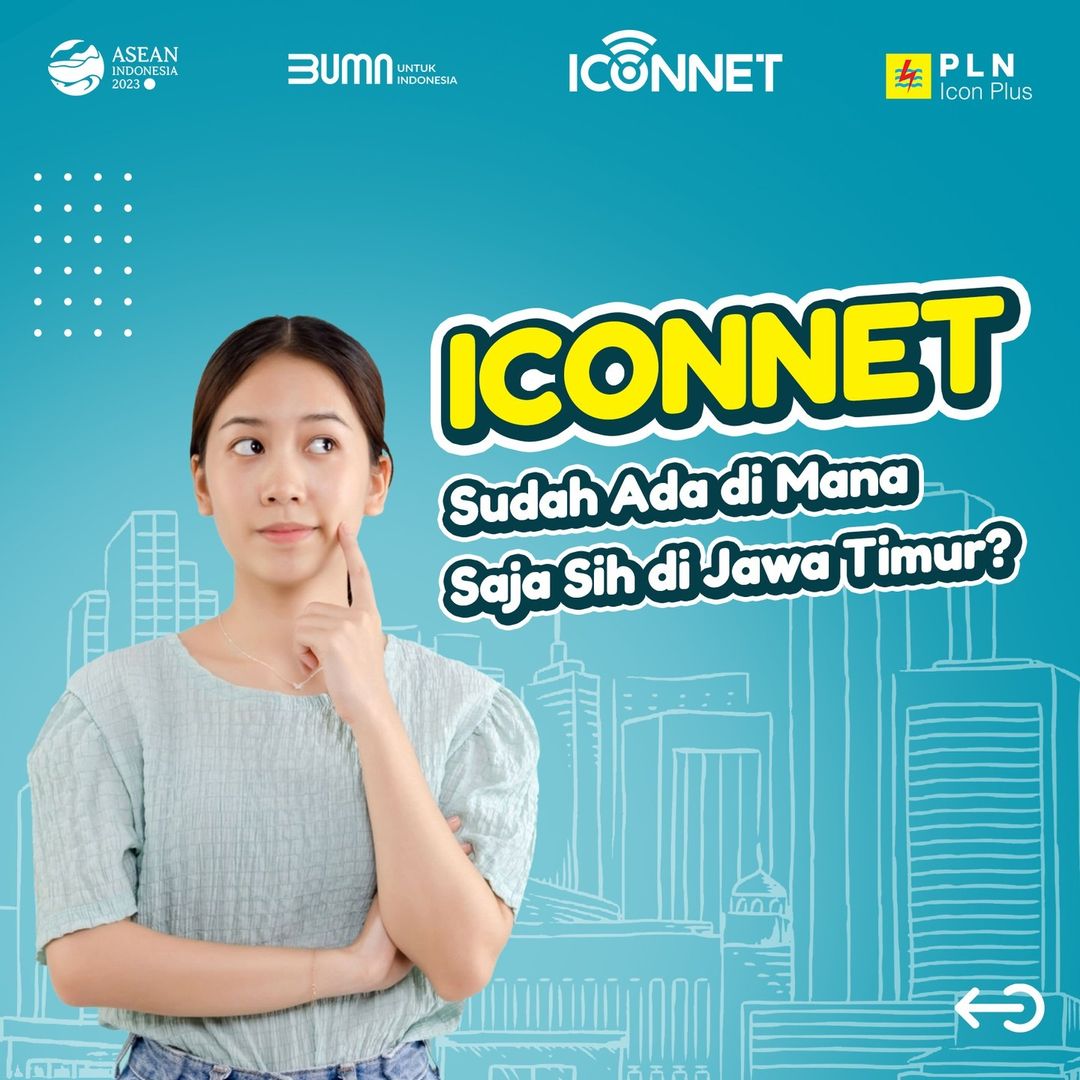 ASEAN
INDONESIA
2023
BUMN UNTUK
INDONESIA
ICONNET
PLN
Icon Plus
ICONNET
Sudah Ada di Mana
Saja Sih di Jawa Timur?